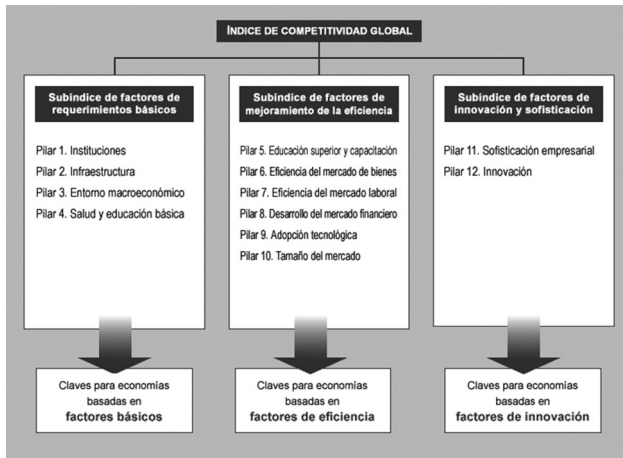 ÍNDICE DE COMPETITIVIDAD GLOBAL
Subindice de factores de
requerimientos básicos
Pilar 1. Instituciones
Pilar 2. Infraestructura
Pilar 3. Entorno macroeconómico
Pilar 4. Salud y educación básica
Claves para economías
basadas en
factores básicos
Subindice de factores de
mejoramiento de la eficiencia
Pilar 5. Educación superior y capacitación
Pilar 6. Eficiencia del mercado de bienes
Pilar 7. Eficiencia del mercado laboral
Pilar 8. Desarrollo del mercado financiero
Pilar 9. Adopción tecnológica
Pilar 10. Tamaño del mercado
Claves para economías
basadas en
factores de eficiencia
Subindice de factores de
innovación y sofisticación
Pilar 11. Sofisticación empresarial
Pilar 12. Innovación
Claves para economías
basadas en
factores de innovación